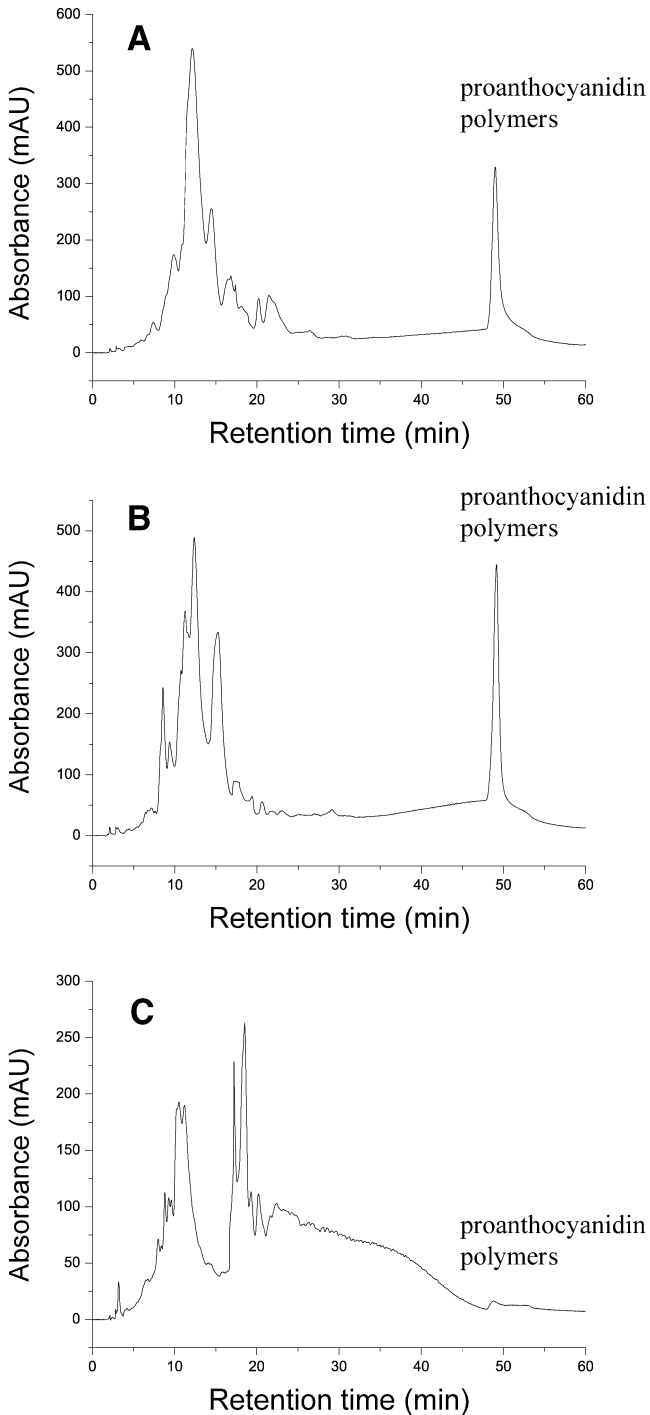 A
proanthocyanidin
polymers
Absorbance (mAU)
600
500
400
300
200
100
0
0 10 20 30 40 50 60
Retention time (min)
B
proanthocyanidin
polymers
Absorbance (mAU)
500
400
300
200
100
0
0 10 20 30 40 50 60
Retention time (min)
C
proanthocyanidin
polymers
Absorbance (mAU)
300
250
200
150
100
50
0
0 10 20 30 40 50 60
Retention time (min)